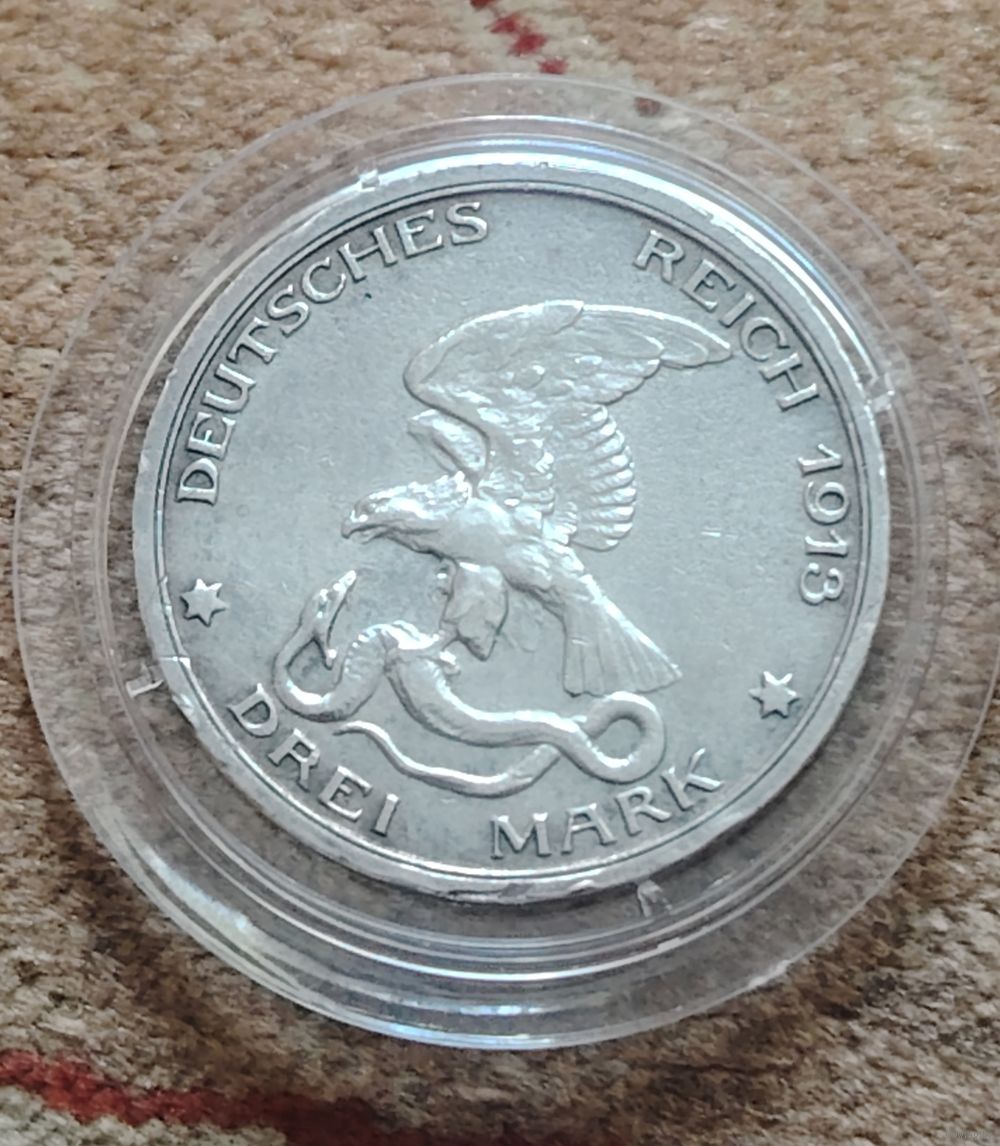 DEUTSCHES REICH 1913
DREI MARK